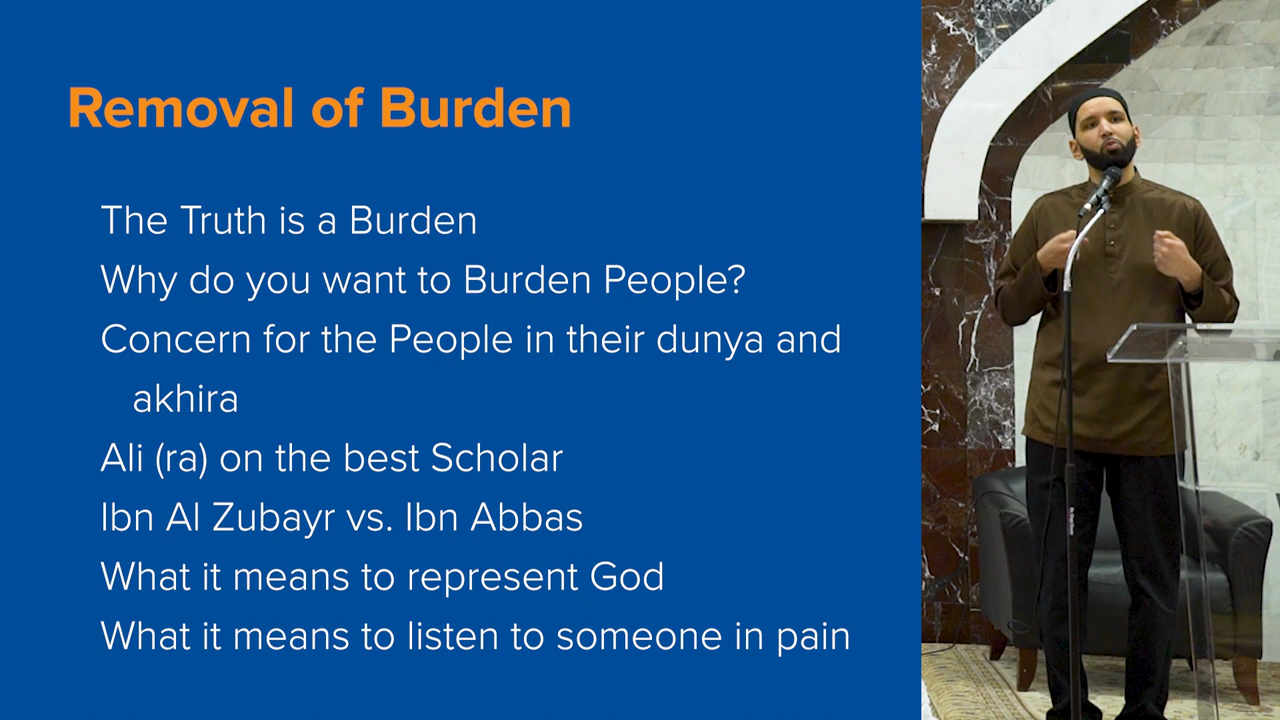 Removal of Burden
The Truth is a Burden
Why do you want to Burden People?
Concern for the People in their dunya and
akhira
Ali (ra) on the best Scholar
Ibn Al Zubayr vs. Ibn Abbas
What it means to represent God
What it means to listen to someone in pain